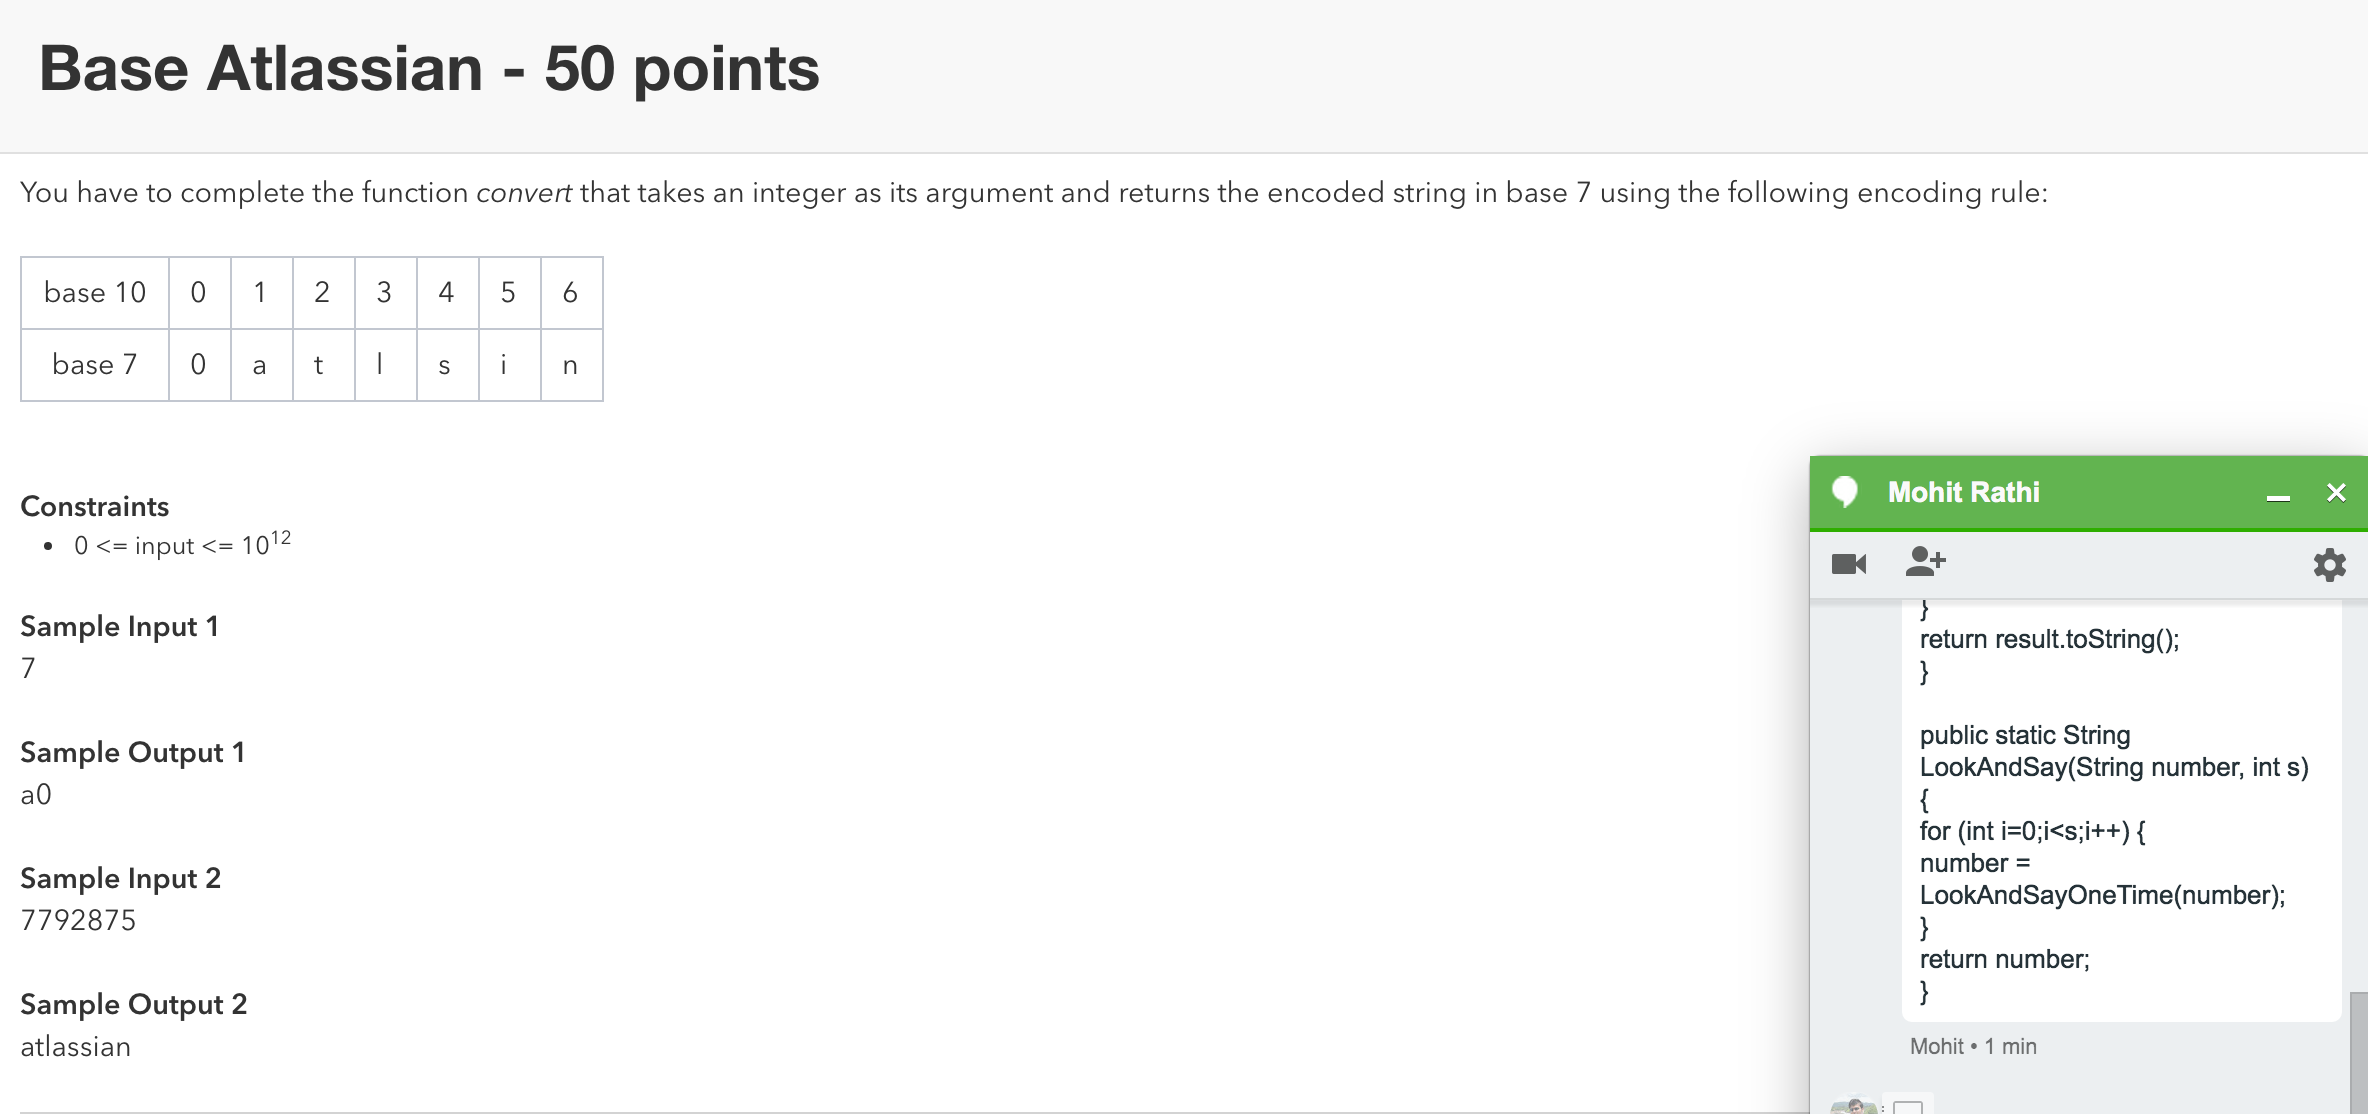 Base Atlassian - 50 points
You have to complete the function convert that takes an integer as its argument and returns the encoded string in base 7 using the following encoding rule:
base 10 0 1 2 3 4 5 6
base 7 0 a t l s i n
Constraints
• 0 <= input <= 10^12
Sample Input 1
7
Sample Output 1
a0
Sample Input 2
7792875
Sample Output 2
atlassian
Mohit Rathi
}
return result.toString();
}
public static String
LookAndSay(String number, int s)
{
for (int i=0;i<s;i++) {
number =
LookAndSayOneTime(number);
}
return number;
}
Mohit • 1 min